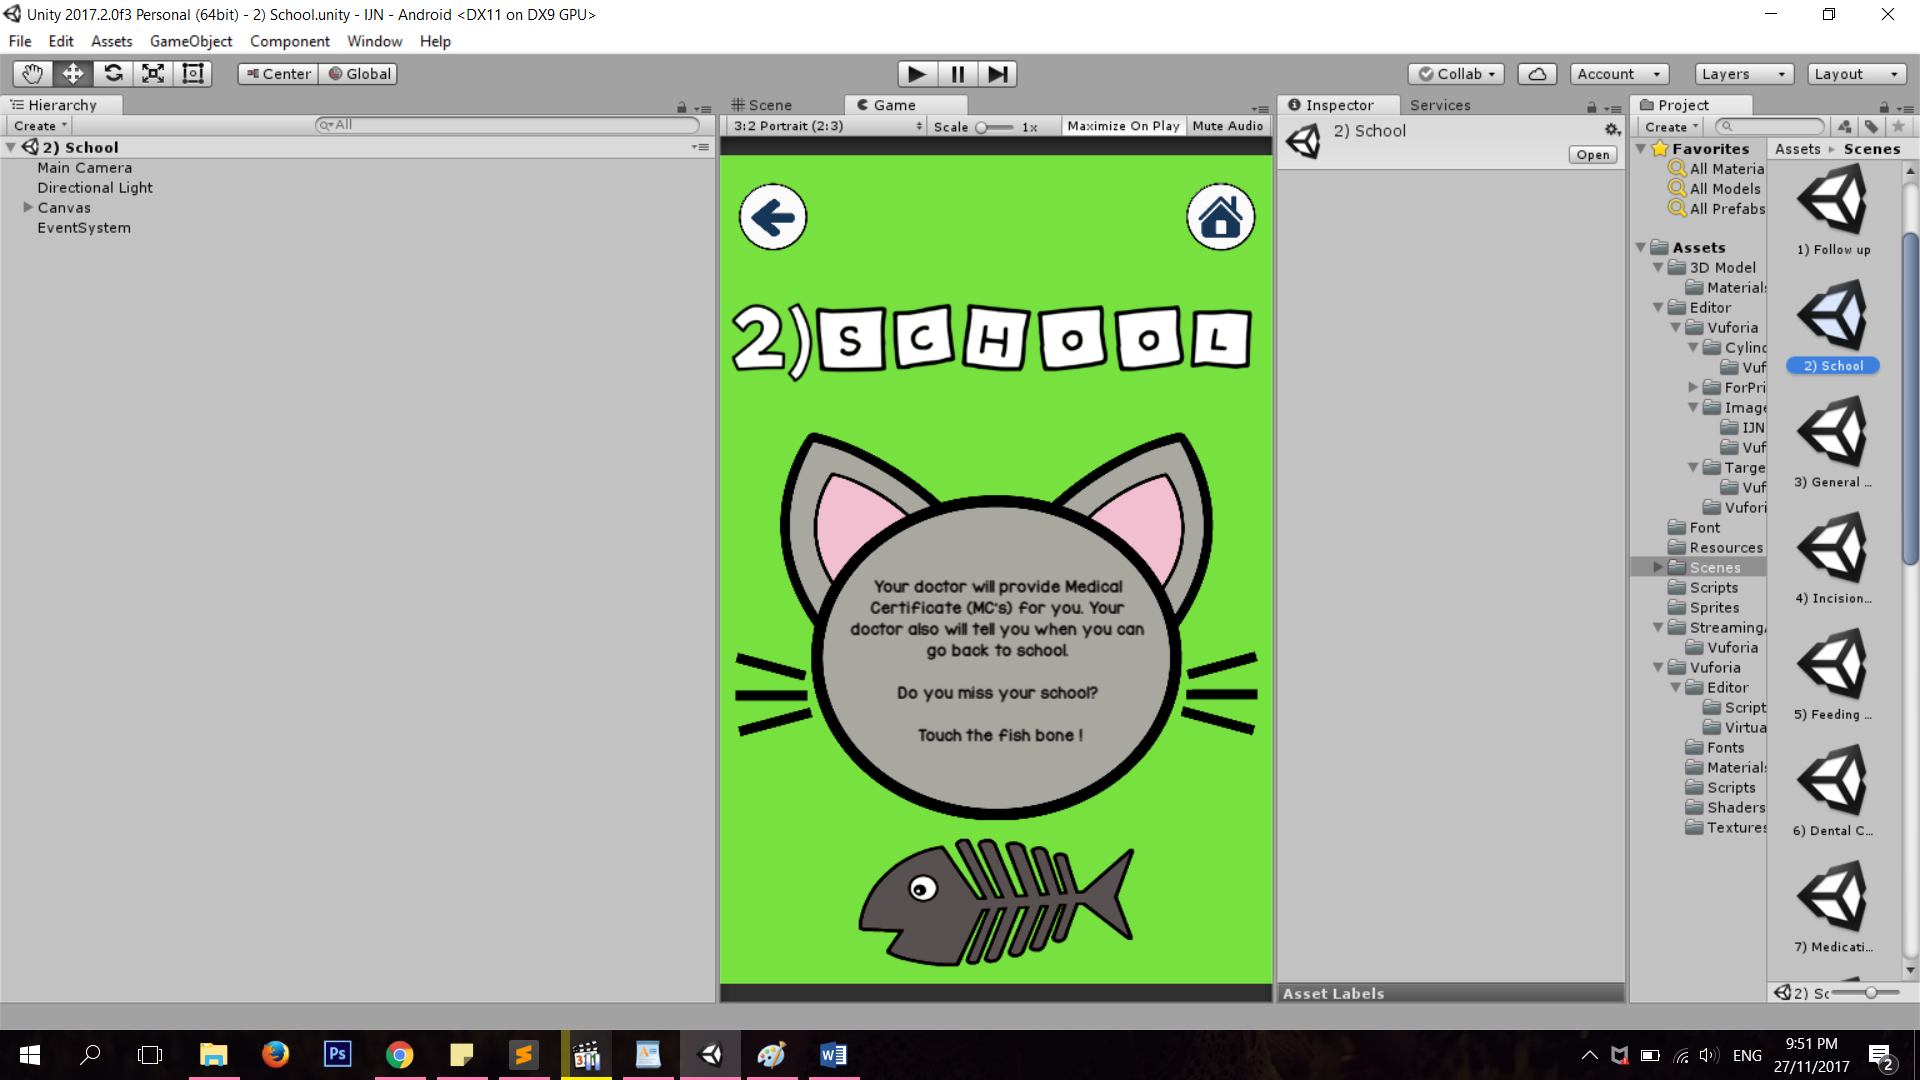 Unity 2017.2.0f3 Personal (64bit) - 2) School.unity - IJN - Android <DX11 on DX9 GPU>
File Edit Assets GameObject Component Window Help
Center Global Collab Account Layers Layout
Hierarchy
Create All
2) School
Main Camera
Directional Light
Canvas
EventSystem
Scene Game
3:2 Portrait (2:3) Scale 1x Maximize On Play Mute Audio
2) SCHOOL
Your doctor will provide Medical
Certificate (MC's) for you. Your
doctor also will tell you when you can
go back to school.
Do you miss your school?
Touch the fish bone !
Inspector Services
2) School
Open
Asset Labels
Project
Create
Favorites
All Materia
All Models
All Prefabs
Assets
3D Model
Materials
Editor
Vuforia
Cylind
Vuf
ForPri
Image
IJN
Vuf
Targe
Vuf
Vufori
Font
Resources
Scenes
Scripts
Sprites
Streaming
Vuforia
Vuforia
Editor
Script
Virtua
Fonts
Materials
Scripts
Shaders
Textures
Assets Scenes
1) Follow up
2) School
3) General ...
4) Incision...
5) Feeding ...
6) Dental C...
7) Medicati...
2) Sc
Ps
31
W
ENG
9:51 PM
27/11/2017
2